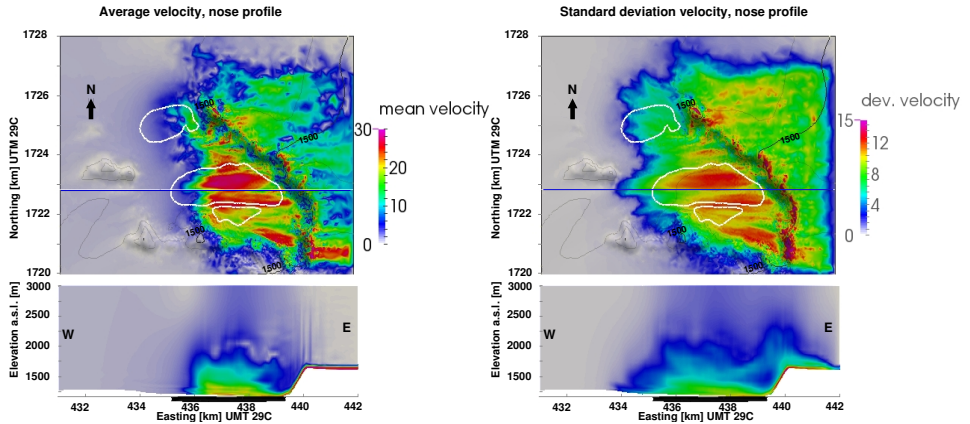 Average velocity, nose profile
1728
1726
1724
1722
1720
Northing [km] UTM 29C
N
1500
1500
1500
1500
mean velocity
30
20
10
0
3000
2500
2000
1500
Elevation a.s.l. [m]
W
E
432
434
436
438
440
442
Easting [km] UMT 29C
Standard deviation velocity, nose profile
1728
1726
1724
1722
1720
Northing [km] UTM 29C
N
1500
1500
1500
dev. velocity
15
12
8
4
0
3000
2500
2000
1500
Elevation a.s.l. [m]
W
E
432
434
436
438
440
442
Easting [km] UMT 29C